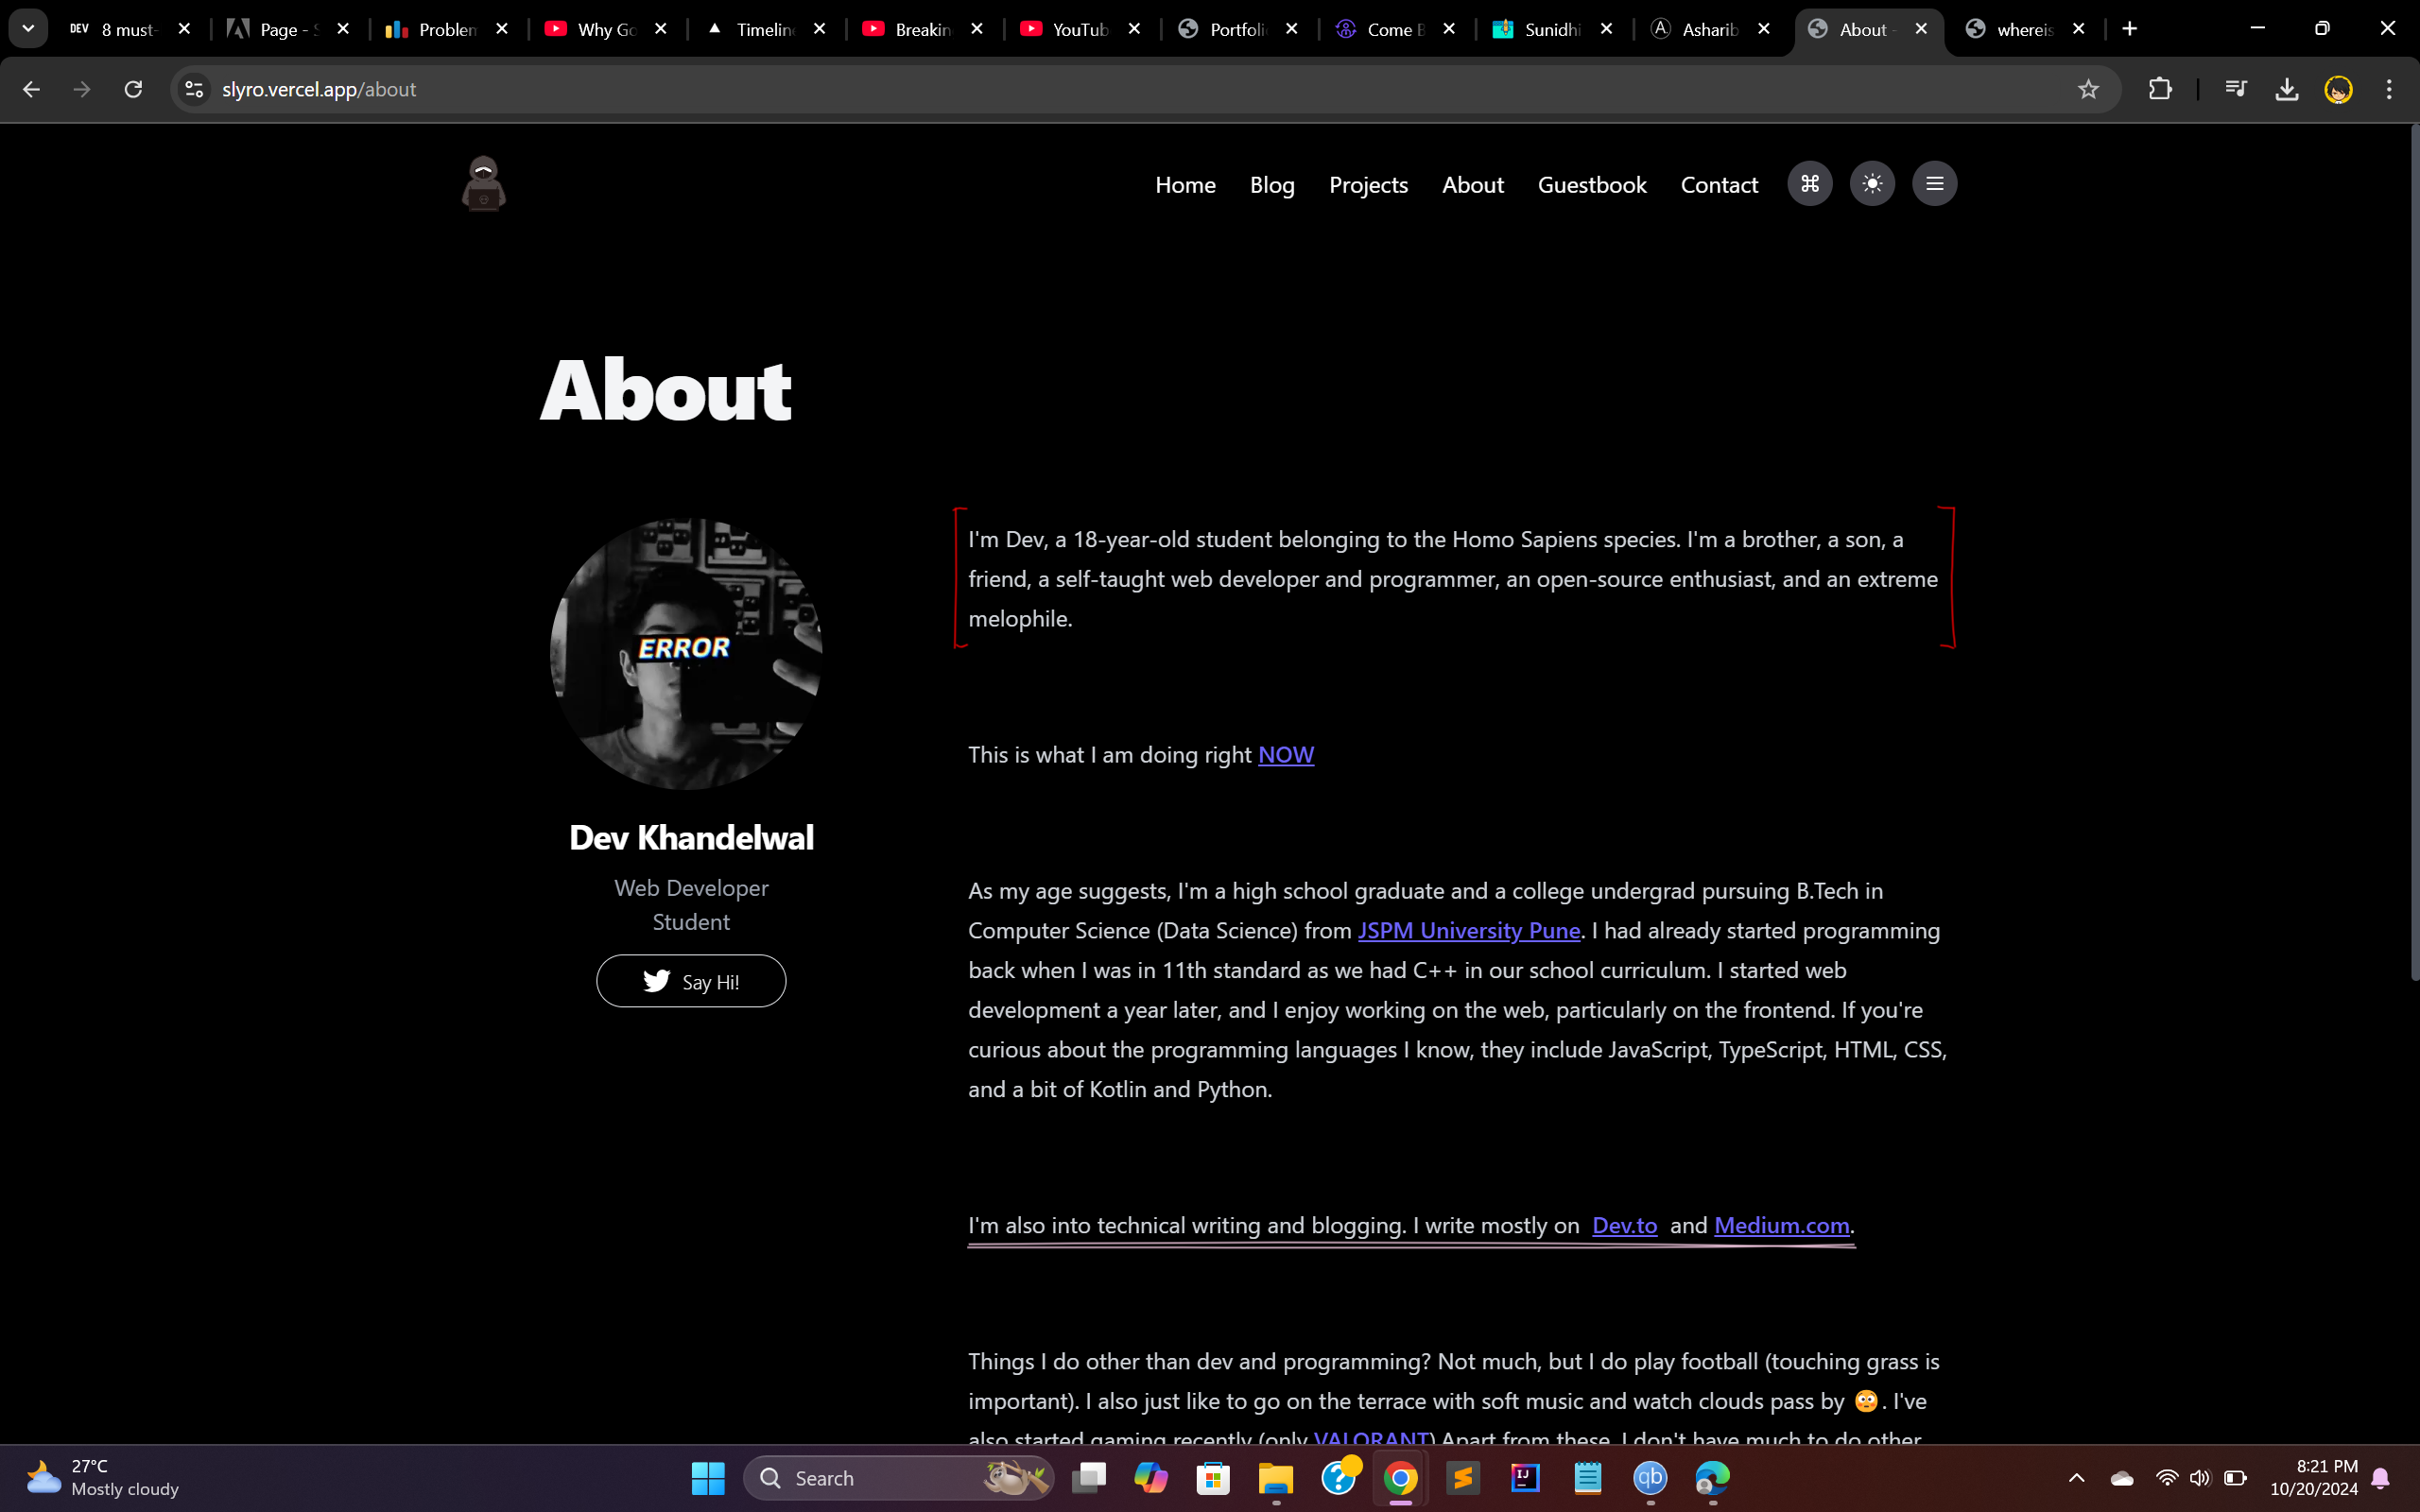 DEV 8 must-
Page - S
Problem
Why Go
Timeline
Breakin
YouTub
Portfoli
Come B
Sunidhi
Asharib
About -
whereis
slyro.vercel.app/about
Home Blog Projects About Guestbook Contact
About
I'm Dev, a 18-year-old student belonging to the Homo Sapiens species. I'm a brother, a son, a
friend, a self-taught web developer and programmer, an open-source enthusiast, and an extreme
melophile.
ERROR
This is what I am doing right NOW
Dev Khandelwal
Web Developer
Student
Say Hi!
As my age suggests, I'm a high school graduate and a college undergrad pursuing B.Tech in
Computer Science (Data Science) from JSPM University Pune. I had already started programming
back when I was in 11th standard as we had C++ in our school curriculum. I started web
development a year later, and I enjoy working on the web, particularly on the frontend. If you're
curious about the programming languages I know, they include JavaScript, TypeScript, HTML, CSS,
and a bit of Kotlin and Python.
I'm also into technical writing and blogging. I write mostly on Dev.to and Medium.com.
Things I do other than dev and programming? Not much, but I do play football (touching grass is
important). I also just like to go on the terrace with soft music and watch clouds pass by 😳. I've
also started gaming recently (only VALORANT) Apart from these, I don't have much to do other
27°C
Mostly cloudy
Search
IJ
qb
8:21 PM
10/20/2024